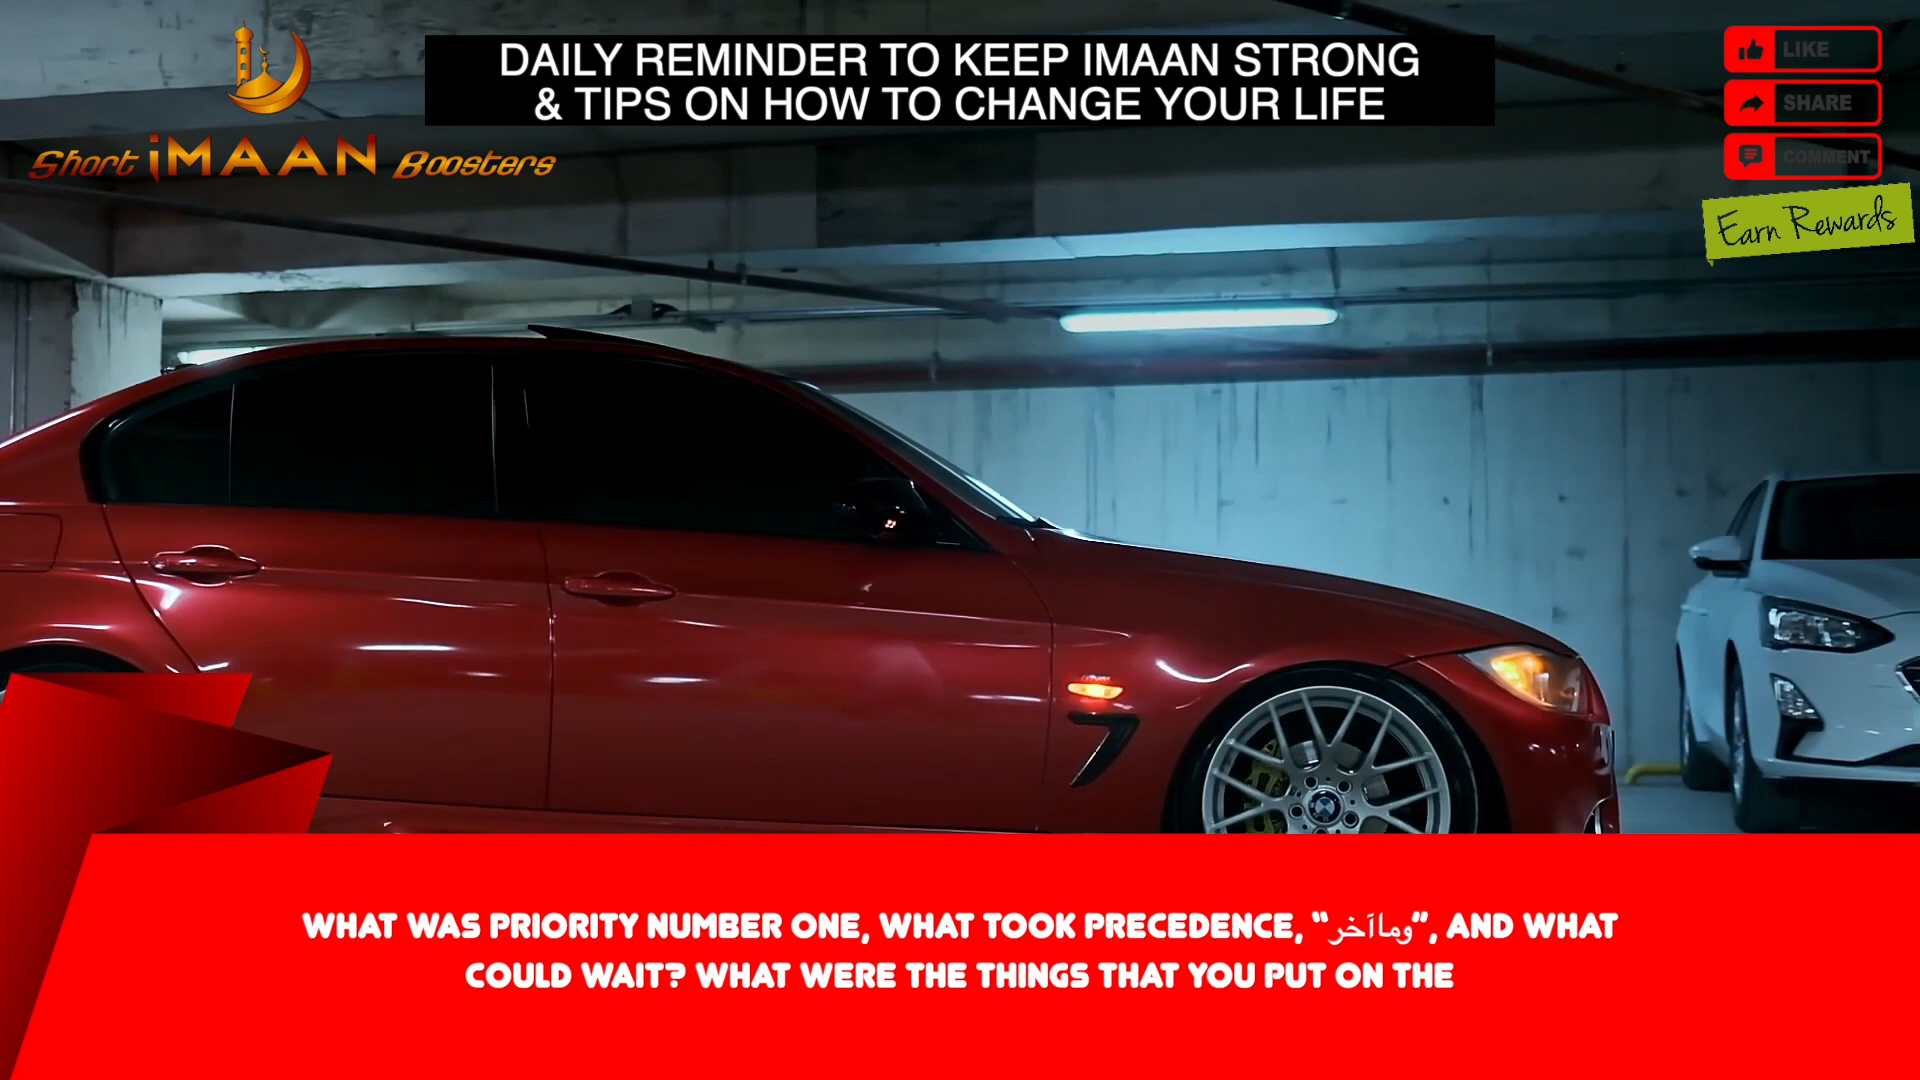 DAILY REMINDER TO KEEP IMAAN STRONG
& TIPS ON HOW TO CHANGE YOUR LIFE
Short iMAAN Boosters
LIKE
SHARE
COMMENT
Earn Rewards
WHAT WAS PRIORITY NUMBER ONE, WHAT TOOK PRECEDENCE, “وماآخر”, AND WHAT
COULD WAIT? WHAT WERE THE THINGS THAT YOU PUT ON THE